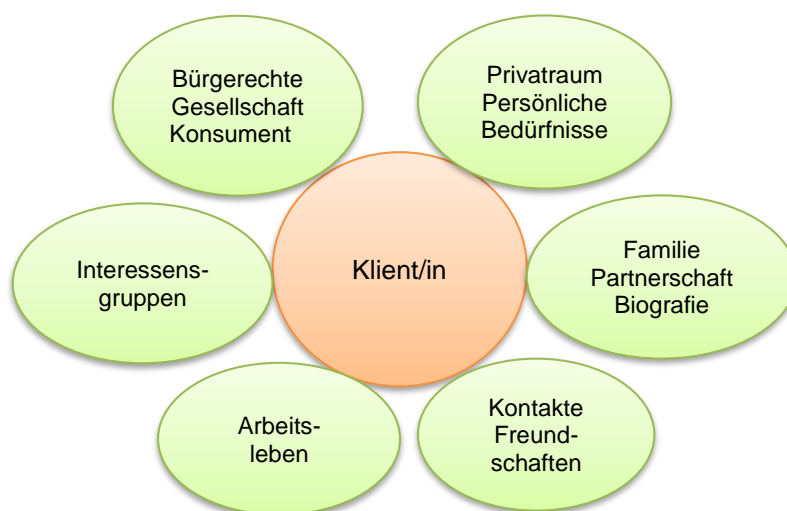 Bürgerechte
Gesellschaft
Konsument
Privatraum
Persönliche
Bedürfnisse
Interessens-
gruppen
Klient/in
Familie
Partnerschaft
Biografie
Arbeits-
leben
Kontakte
Freund-
schaften